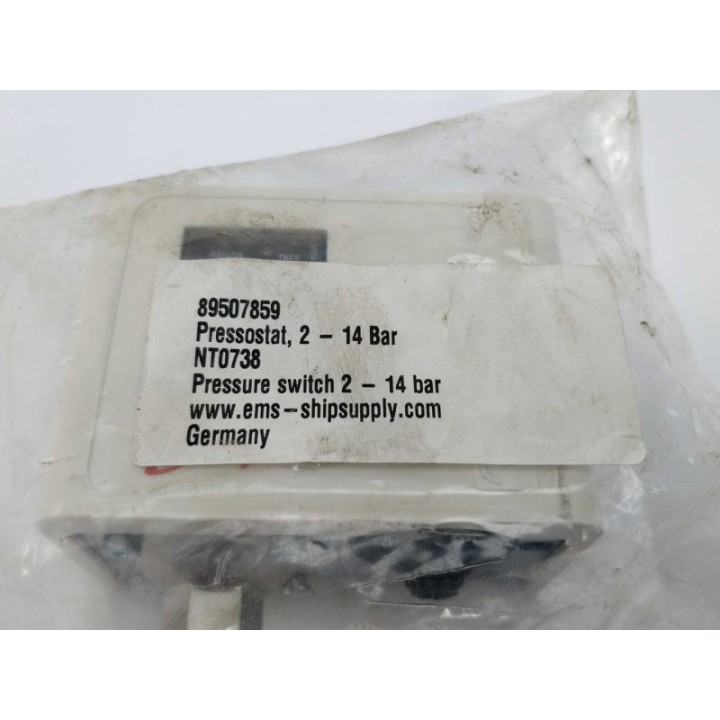 89507859
Pressostat, 2 – 14 Bar
NT0738
Pressure switch 2 – 14 bar
www.ems-shipsupply.com
Germany